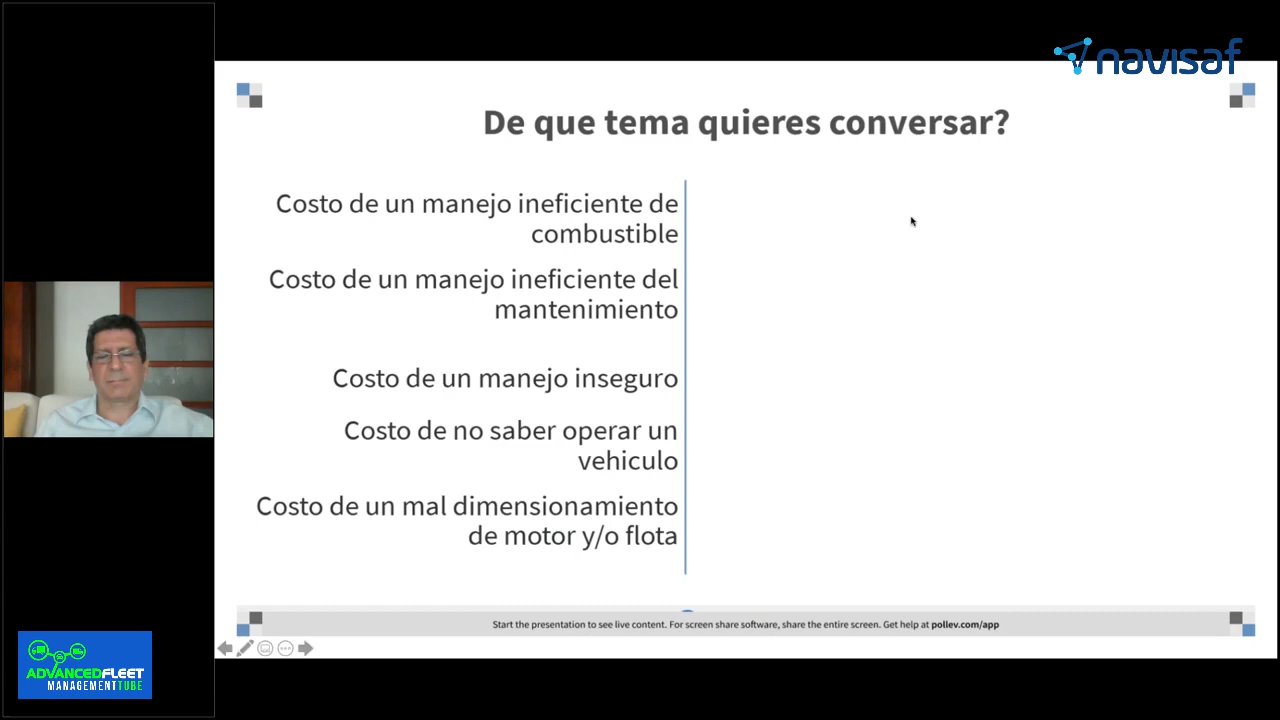 navisaf
De que tema quieres conversar?
Costo de un manejo ineficiente de
combustible
Costo de un manejo ineficiente del
mantenimiento
Costo de un manejo inseguro
Costo de no saber operar un
vehiculo
Costo de un mal dimensionamiento
de motor y/o flota
Start the presentation to see live content. For screen share software, share the entire screen. Get help at pollev.com/app
ADVANCEDFLEET
MANAGEMENTTUBE